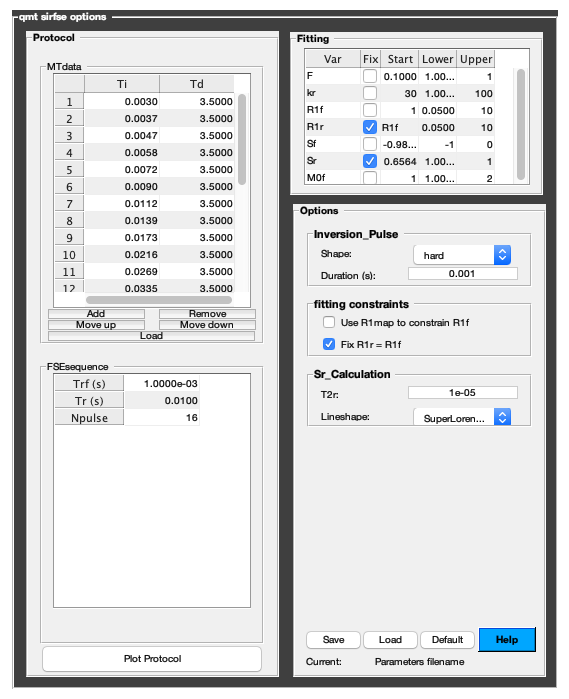 qmt sirfse options
Protocol
MTdata
Ti Td
1 0.0030 3.5000
2 0.0037 3.5000
3 0.0047 3.5000
4 0.0058 3.5000
5 0.0072 3.5000
6 0.0090 3.5000
7 0.0112 3.5000
8 0.0139 3.5000
9 0.0173 3.5000
10 0.0216 3.5000
11 0.0269 3.5000
12 0.0335 3.5000
Add Remove
Move up Move down
Load
FSEsequence
Trf (s) 1.0000e-03
Tr (s) 0.0100
Npulse 16
Plot Protocol
Fitting
Var Fix Start Lower Upper
F 0.1000 1.00... 1
kr 30 1.00... 100
R1f 1 0.0500 10
R1r R1f 0.0500 10
Sf -0.98... -1 0
Sr 0.6564 1.00... 1
M0f 1 1.00... 2
Options
Inversion_Pulse
Shape: hard
Duration (s): 0.001
fitting constraints
Use R1map to constrain R1f
Fix R1r = R1f
Sr_Calculation
T2r: 1e-05
Lineshape: SuperLoren...
Save Load Default Help
Current: Parameters filename